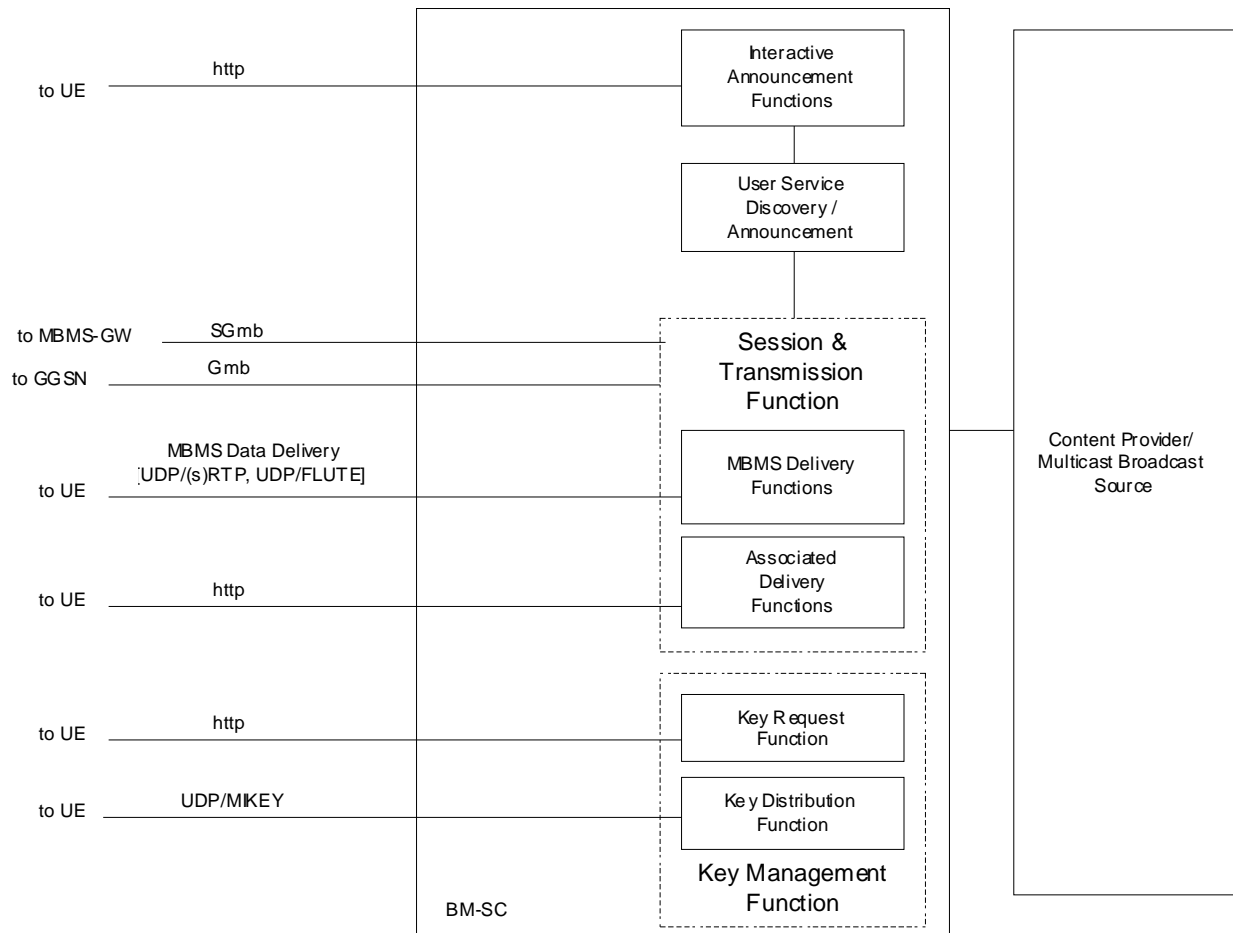 Interactive
Announcement
Functions
http
to UE
User Service
Discovery /
Announcement
to MBMS-GW
SGmb
to GGSN
Gmb
Session &
Transmission
Function
MBMS Data Delivery
[UDP/(s)RTP, UDP/FLUTE]
to UE
MBMS Delivery
Functions
Content Provider/
Multicast Broadcast
Source
Associated
Delivery
Functions
http
to UE
Key Request
Function
http
to UE
Key Distribution
Function
UDP/MIKEY
to UE
Key Management
Function
BM-SC